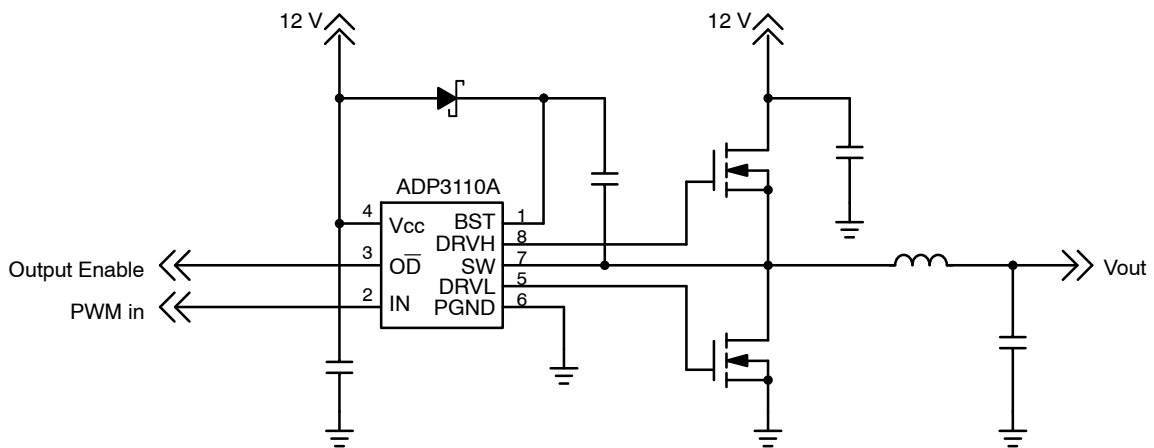 12 V
12 V
ADP3110A
4
Vcc
BST
1
DRVH
8
Output Enable
3
OD̅
SW
7
DRVL
5
PWM in
2
IN
PGND
6
Vout